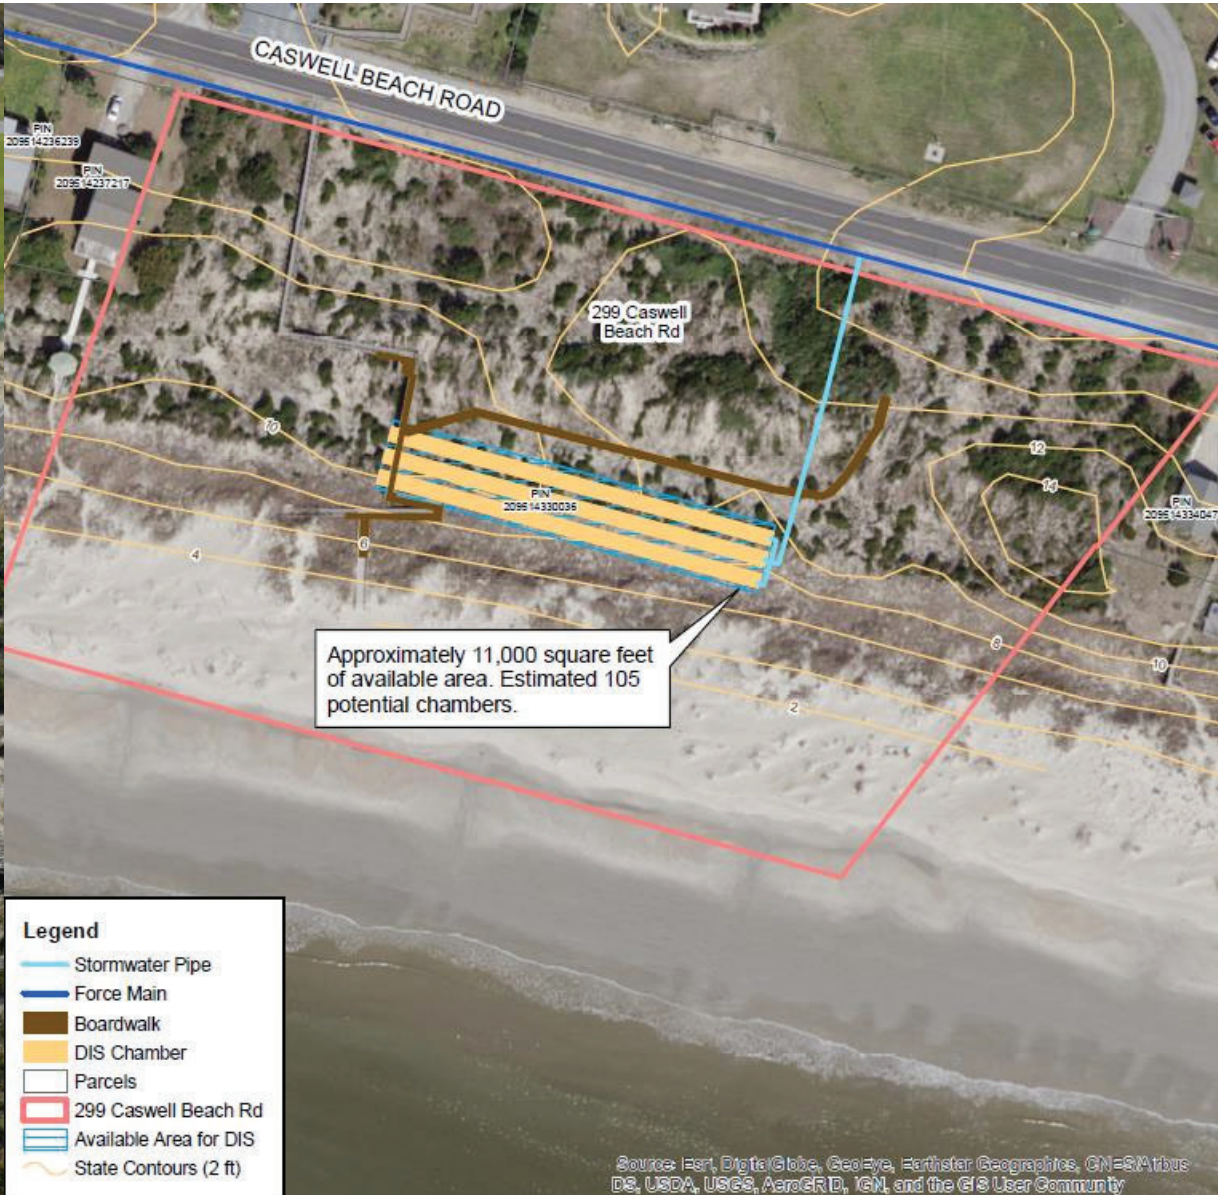 CASWELL BEACH ROAD
PIN
209514236239
PIN
209514237217
299 Caswell
Beach Rd
10
12
14
PIN
209514330036
PIN
209514334047
6
4
8
10
2
Approximately 11,000 square feet
of available area. Estimated 105
potential chambers.
Legend
Stormwater Pipe
Force Main
Boardwalk
DIS Chamber
Parcels
299 Caswell Beach Rd
Available Area for DIS
State Contours (2 ft)
Source: Esri, DigitalGlobe, GeoEye, Earthstar Geographics, CNES/Airbus
DS, USDA, USGS, AeroGRID, IGN, and the GIS User Community